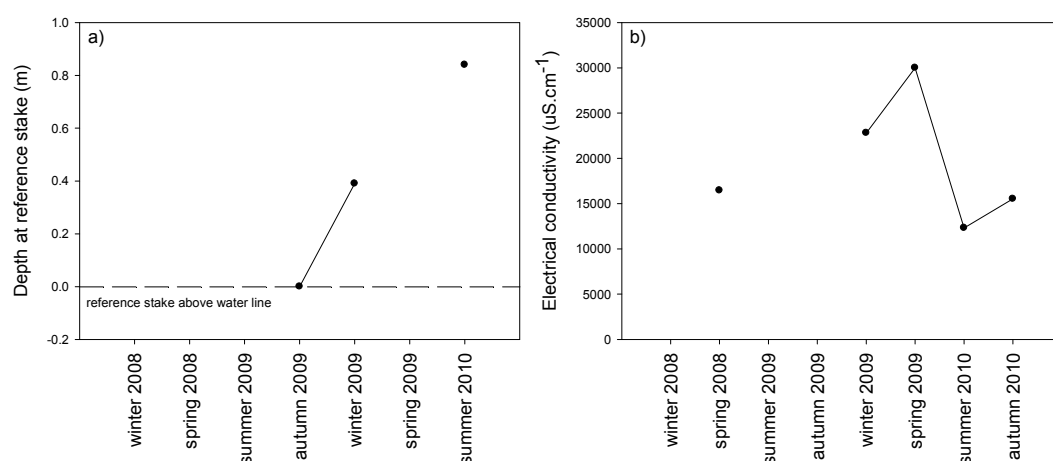 a)
Depth at reference stake (m)
1.0
0.8
0.6
0.4
0.2
0.0
-0.2
reference stake above water line
winter 2008
spring 2008
summer 2009
autumn 2009
winter 2009
spring 2009
summer 2010
b)
Electrical conductivity (uS.cm⁻¹)
35000
30000
25000
20000
15000
10000
5000
0
winter 2008
spring 2008
summer 2009
autumn 2009
winter 2009
spring 2009
summer 2010
autumn 2010